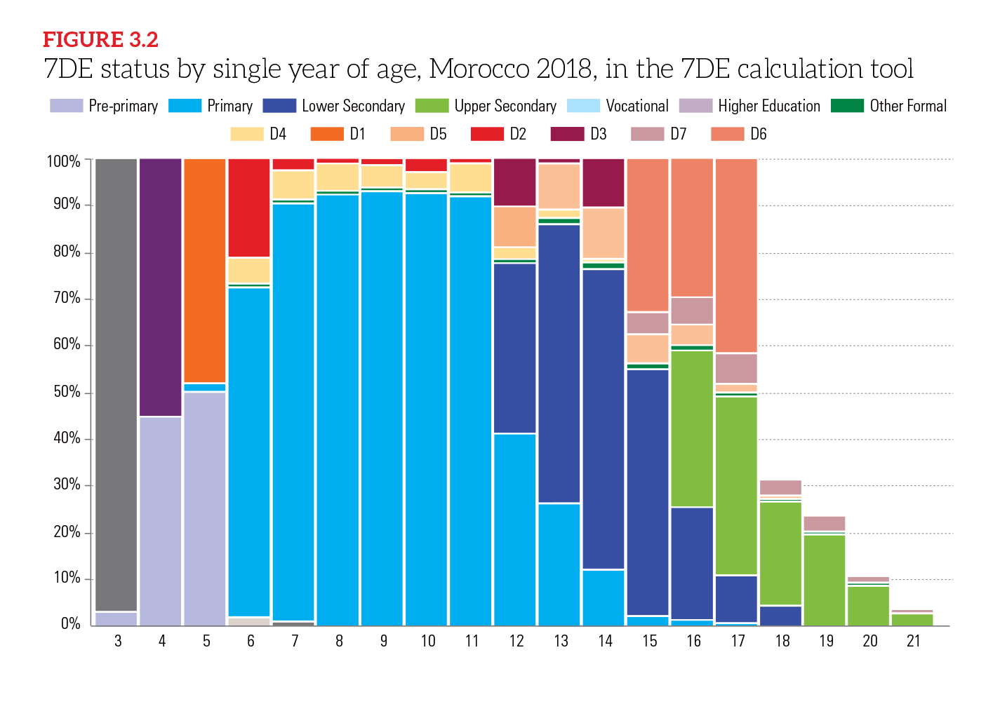 FIGURE 3.2
7DE status by single year of age, Morocco 2018, in the 7DE calculation tool
Pre-primary Primary Lower Secondary Upper Secondary Vocational Higher Education Other Formal
D4 D1 D5 D2 D3 D7 D6
100%
90%
80%
70%
60%
50%
40%
30%
20%
10%
0%
3 4 5 6 7 8 9 10 11 12 13 14 15 16 17 18 19 20 21